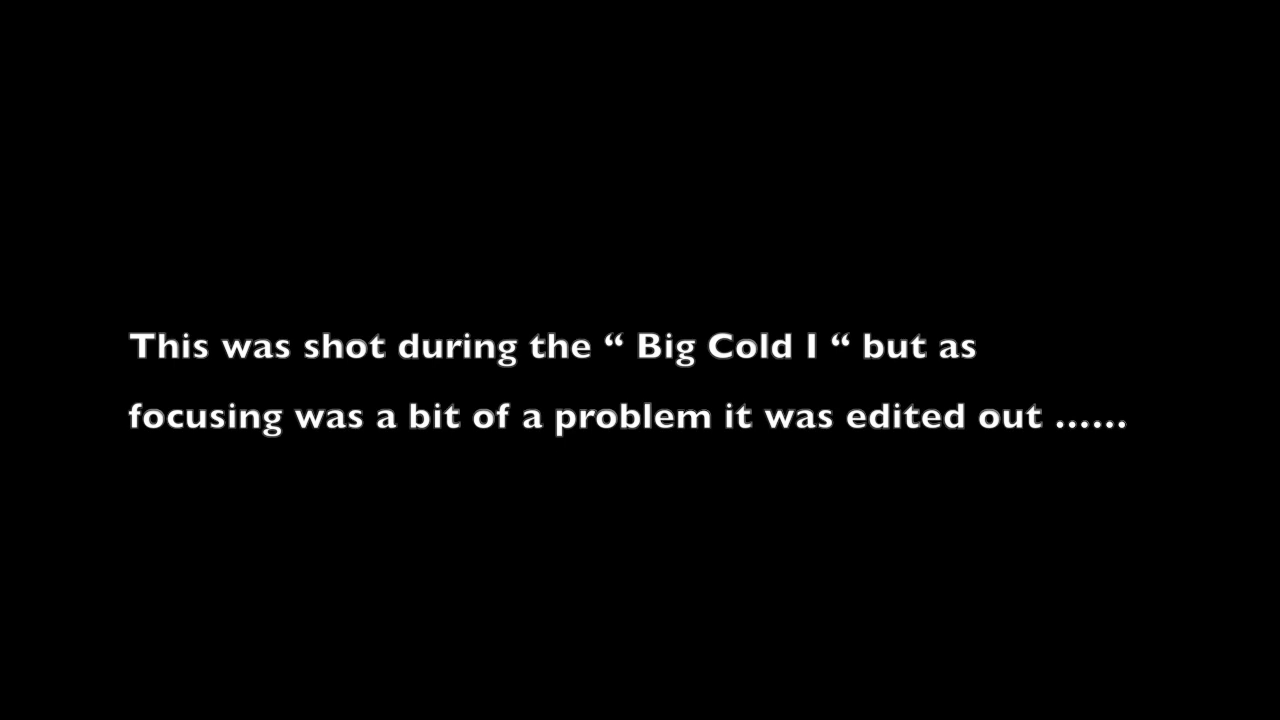 This was shot during the “ Big Cold I “ but as
focusing was a bit of a problem it was edited out ……